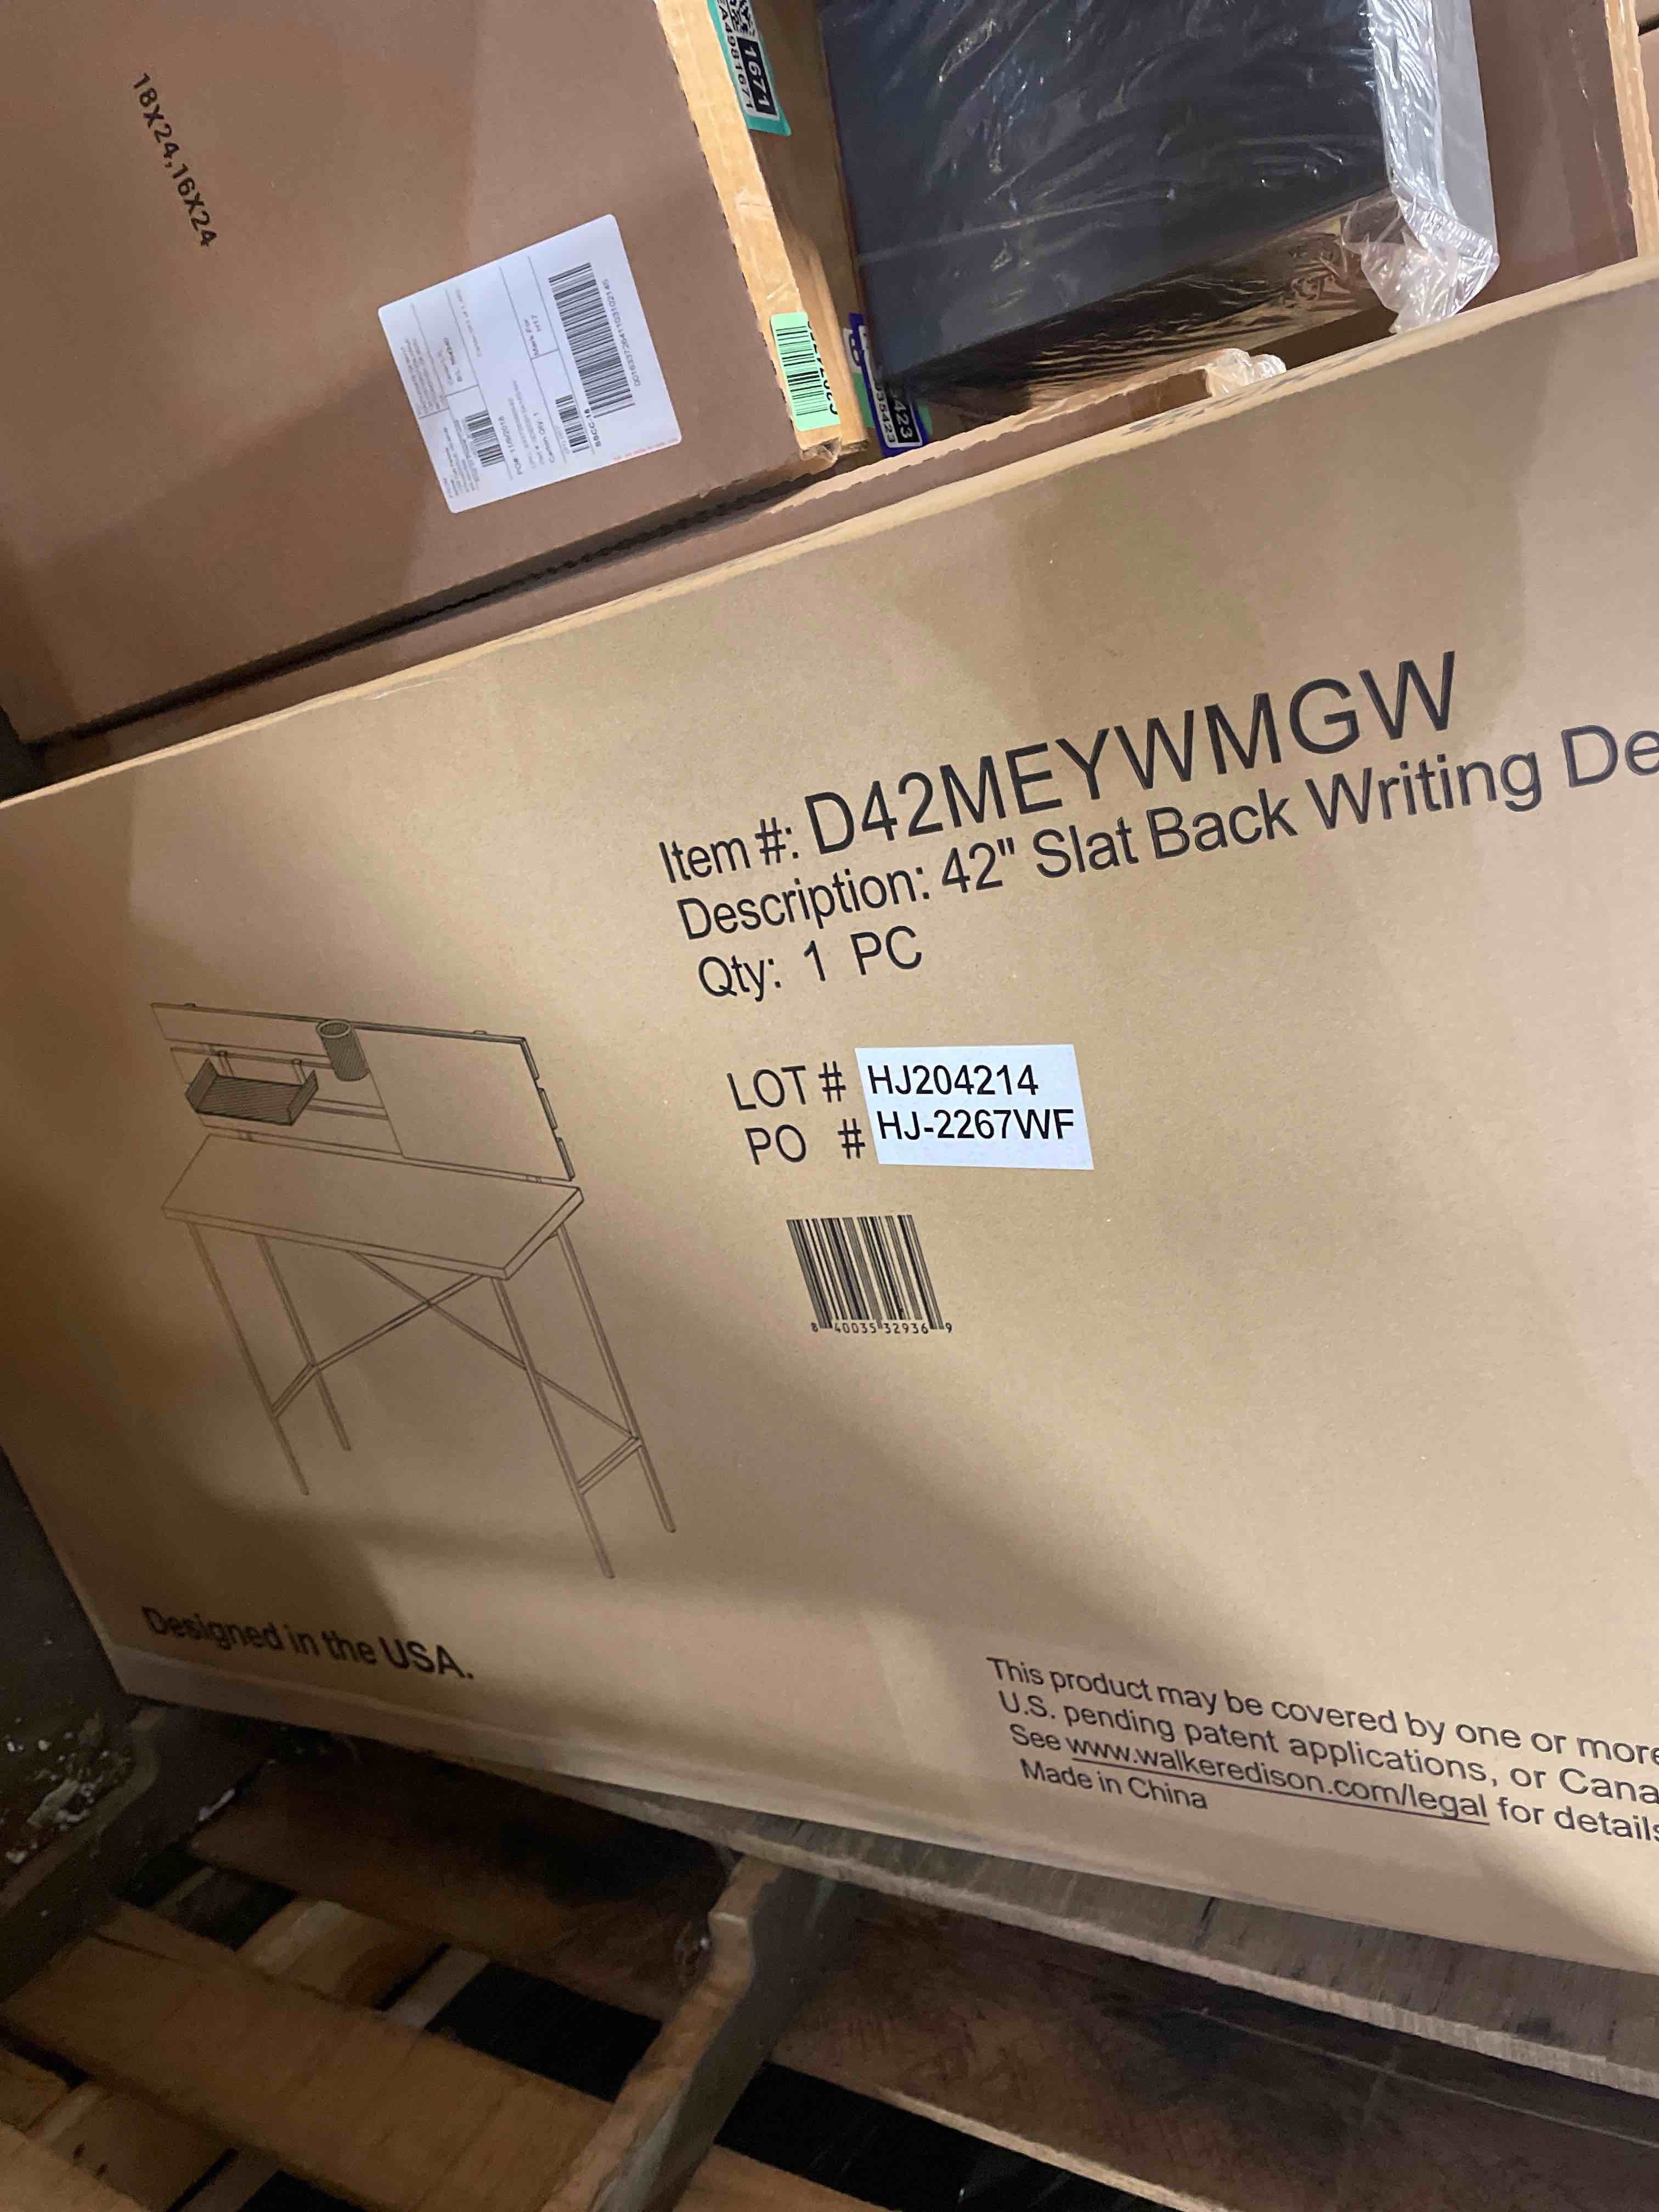 18X24,16X24
1671
Item #: D42MEYWMGW
Description: 42" Slat Back Writing De
Qty: 1 PC
LOT # HJ204214
PO # HJ-2267WF
8 40035 32936 9
Designed in the USA.
This product may be covered by one or more
U.S. pending patent applications, or Cana
See www.walkeredison.com/legal for details
Made in China